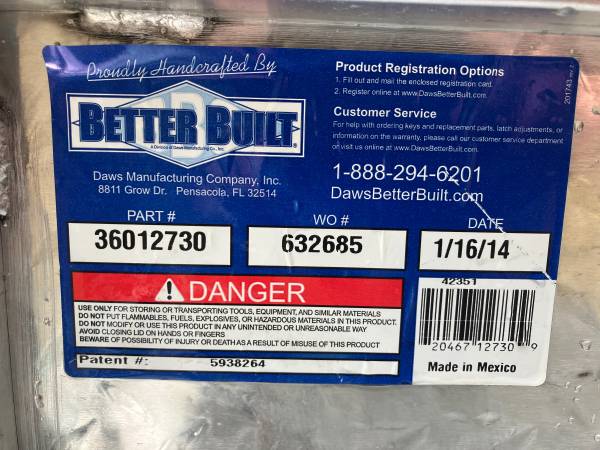 Proudly Handcrafted By
BETTER BUILT
A Division of Daws Manufacturing Co., Inc.
Daws Manufacturing Company, Inc.
8811 Grow Dr. Pensacola, FL 32514
Product Registration Options
1. Fill out and mail the enclosed registration card.
2. Register online at www.DawsBetterBuilt.com
Customer Service
For help with ordering keys and replacement parts, latch adjustments, or
information on the warranty, please call our customer service department
or visit us online at www.DawsBetterBuilt.com
1-888-294-6201
DawsBetterBuilt.com
201743 rev 2
PART # WO # DATE
36012730 632685 1/16/14
DANGER
USE ONLY FOR STORING OR TRANSPORTING TOOLS, EQUIPMENT, AND SIMILAR MATERIALS
DO NOT PUT FLAMMABLES, FUELS, EXPLOSIVES, OR HAZARDOUS MATERIALS IN THIS PRODUCT.
DO NOT MODIFY OR USE THIS PRODUCT IN ANY UNINTENDED OR UNREASONABLE WAY
AVOID CLOSING LID ON HANDS OR FINGERS
BEWARE OF POSSIBILITY OF INJURY OR DEATH AS A RESULT OF MISUSE OF THIS PRODUCT
Patent #: 5938264
42351
20467 12730 9
Made in Mexico